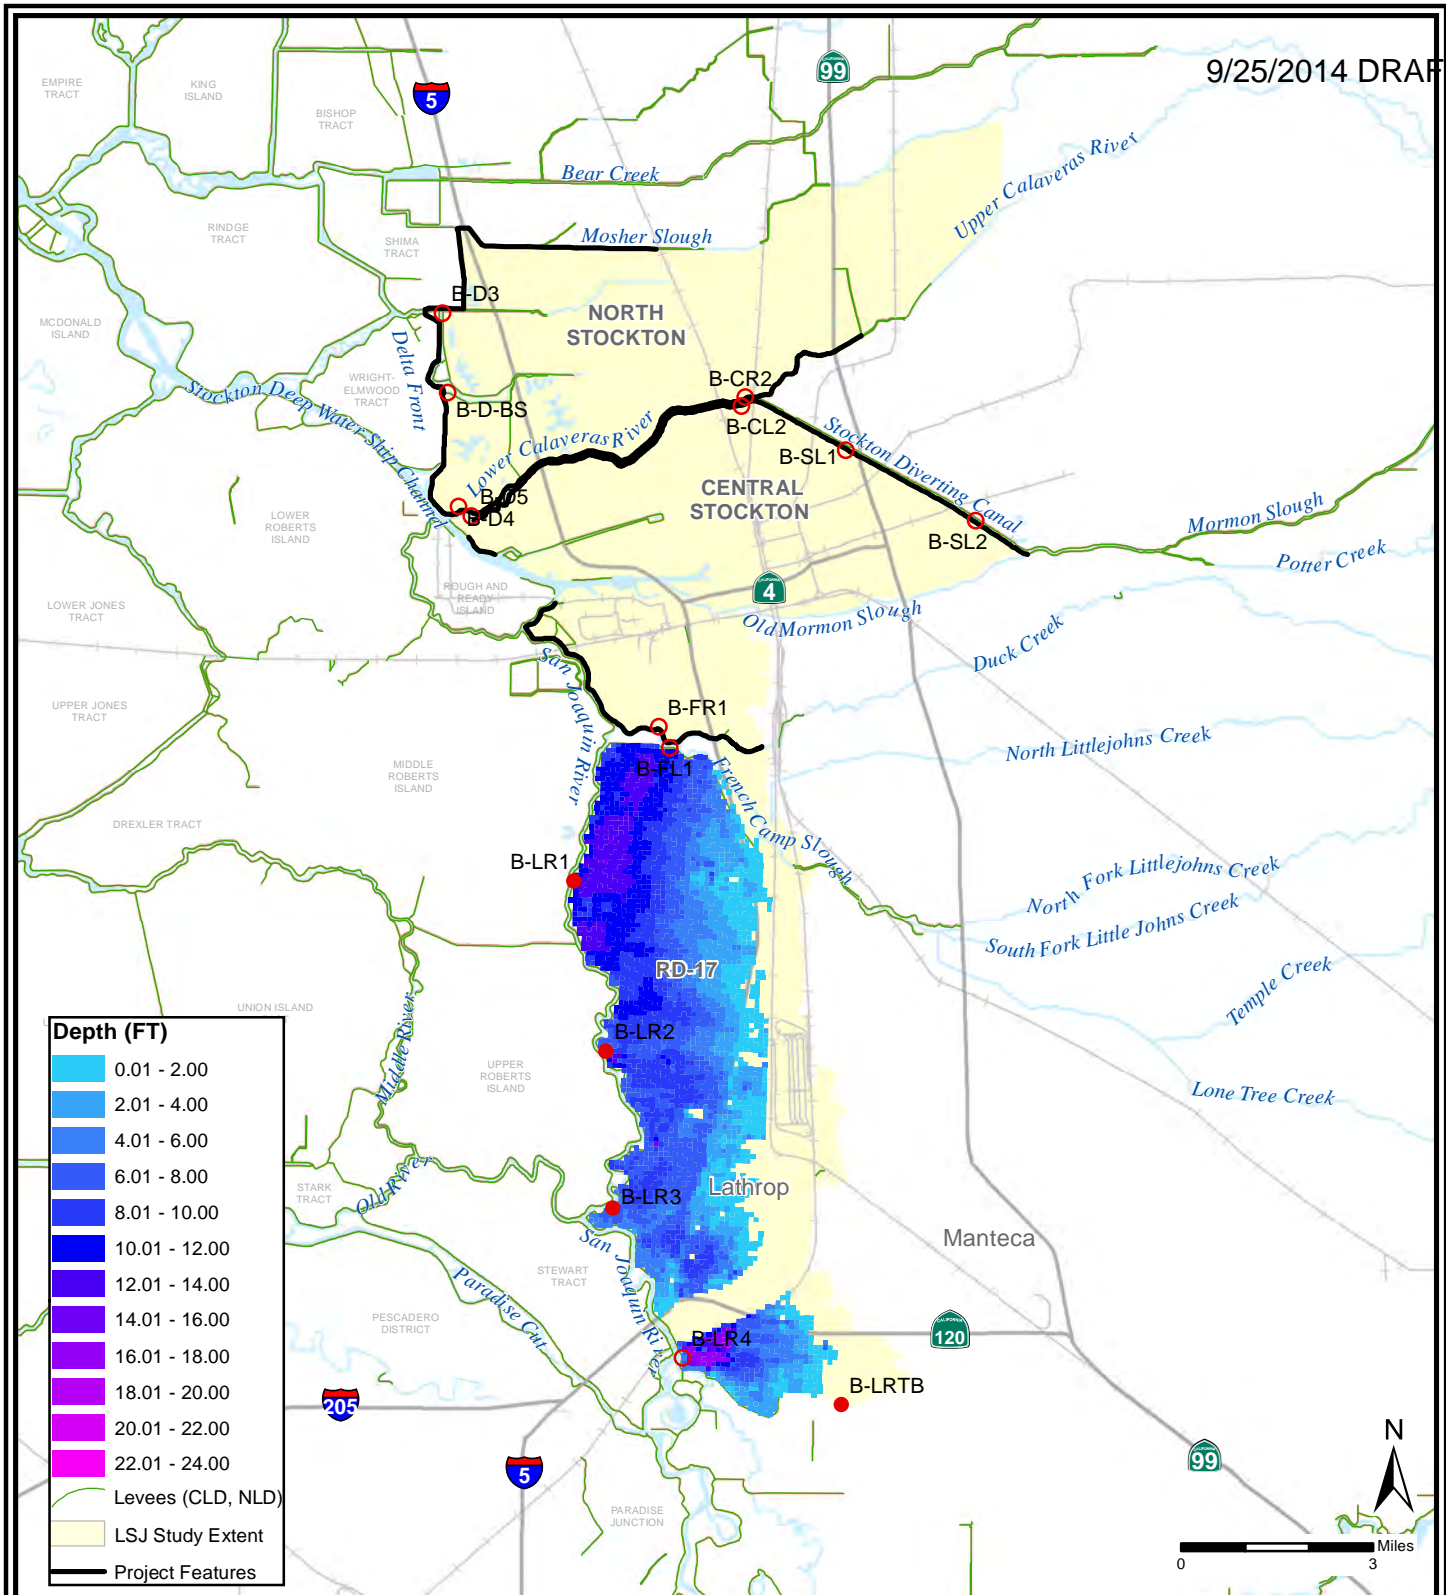 9/25/2014 DRAF
EMPIRE
TRACT
KING
ISLAND
BISHOP
TRACT
5
CALIFORNIA
99
Bear Creek
Upper Calaveras River
RINDGE
TRACT
SHIMA
TRACT
Mosher Slough
B-D3
NORTH
STOCKTON
MCDONALD
ISLAND
Delta Front
WRIGHT-
ELMWOOD
TRACT
Stockton Deep Water Ship Channel
B-D-BS
B-CR2
B-CL2
Lower Calaveras River
Stockton Diverting Canal
B-SL1
B-D5
B-D4
CENTRAL
STOCKTON
B-SL2
LOWER
ROBERTS
ISLAND
Mormon Slough
Potter Creek
ROUGH AND
READY
ISLAND
CALIFORNIA
4
LOWER JONES
TRACT
Old Mormon Slough
Duck Creek
San Joaquin River
UPPER JONES
TRACT
B-FR1
North Littlejohns Creek
B-FL1
MIDDLE
ROBERTS
ISLAND
French Camp Slough
DREXLER TRACT
B-LR1
North Fork Littlejohns Creek
South Fork Little Johns Creek
RD-17
Temple Creek
UNION ISLAND
Middle River
B-LR2
UPPER
ROBERTS
ISLAND
Lone Tree Creek
STARK
TRACT
Old River
B-LR3
Lathrop
Manteca
San Joaquin River
STEWART
TRACT
Paradise Cut
PESCADERO
DISTRICT
B-LR4
CALIFORNIA
120
B-LRTB
205
5
CALIFORNIA
99
PARADISE
JUNCTION
N
Miles
0
3
Depth (FT)
0.01 - 2.00
2.01 - 4.00
4.01 - 6.00
6.01 - 8.00
8.01 - 10.00
10.01 - 12.00
12.01 - 14.00
14.01 - 16.00
16.01 - 18.00
18.01 - 20.00
20.01 - 22.00
22.01 - 24.00
Levees (CLD, NLD)
LSJ Study Extent
Project Features